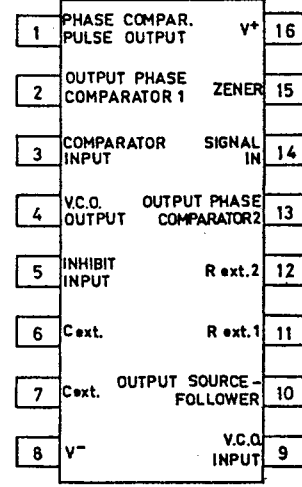 1 PHASE COMPAR.
PULSE OUTPUT
V+ 16
2 OUTPUT PHASE
COMPARATOR 1
ZENER 15
3 COMPARATOR
INPUT
SIGNAL
IN 14
4 V.C.O.
OUTPUT
OUTPUT PHASE
COMPARATOR2 13
5 INHIBIT
INPUT
R ext.2 12
6 Cext.
R ext.1 11
7 Cext.
OUTPUT SOURCE-
FOLLOWER 10
8 V-
V.C.O.
INPUT 9